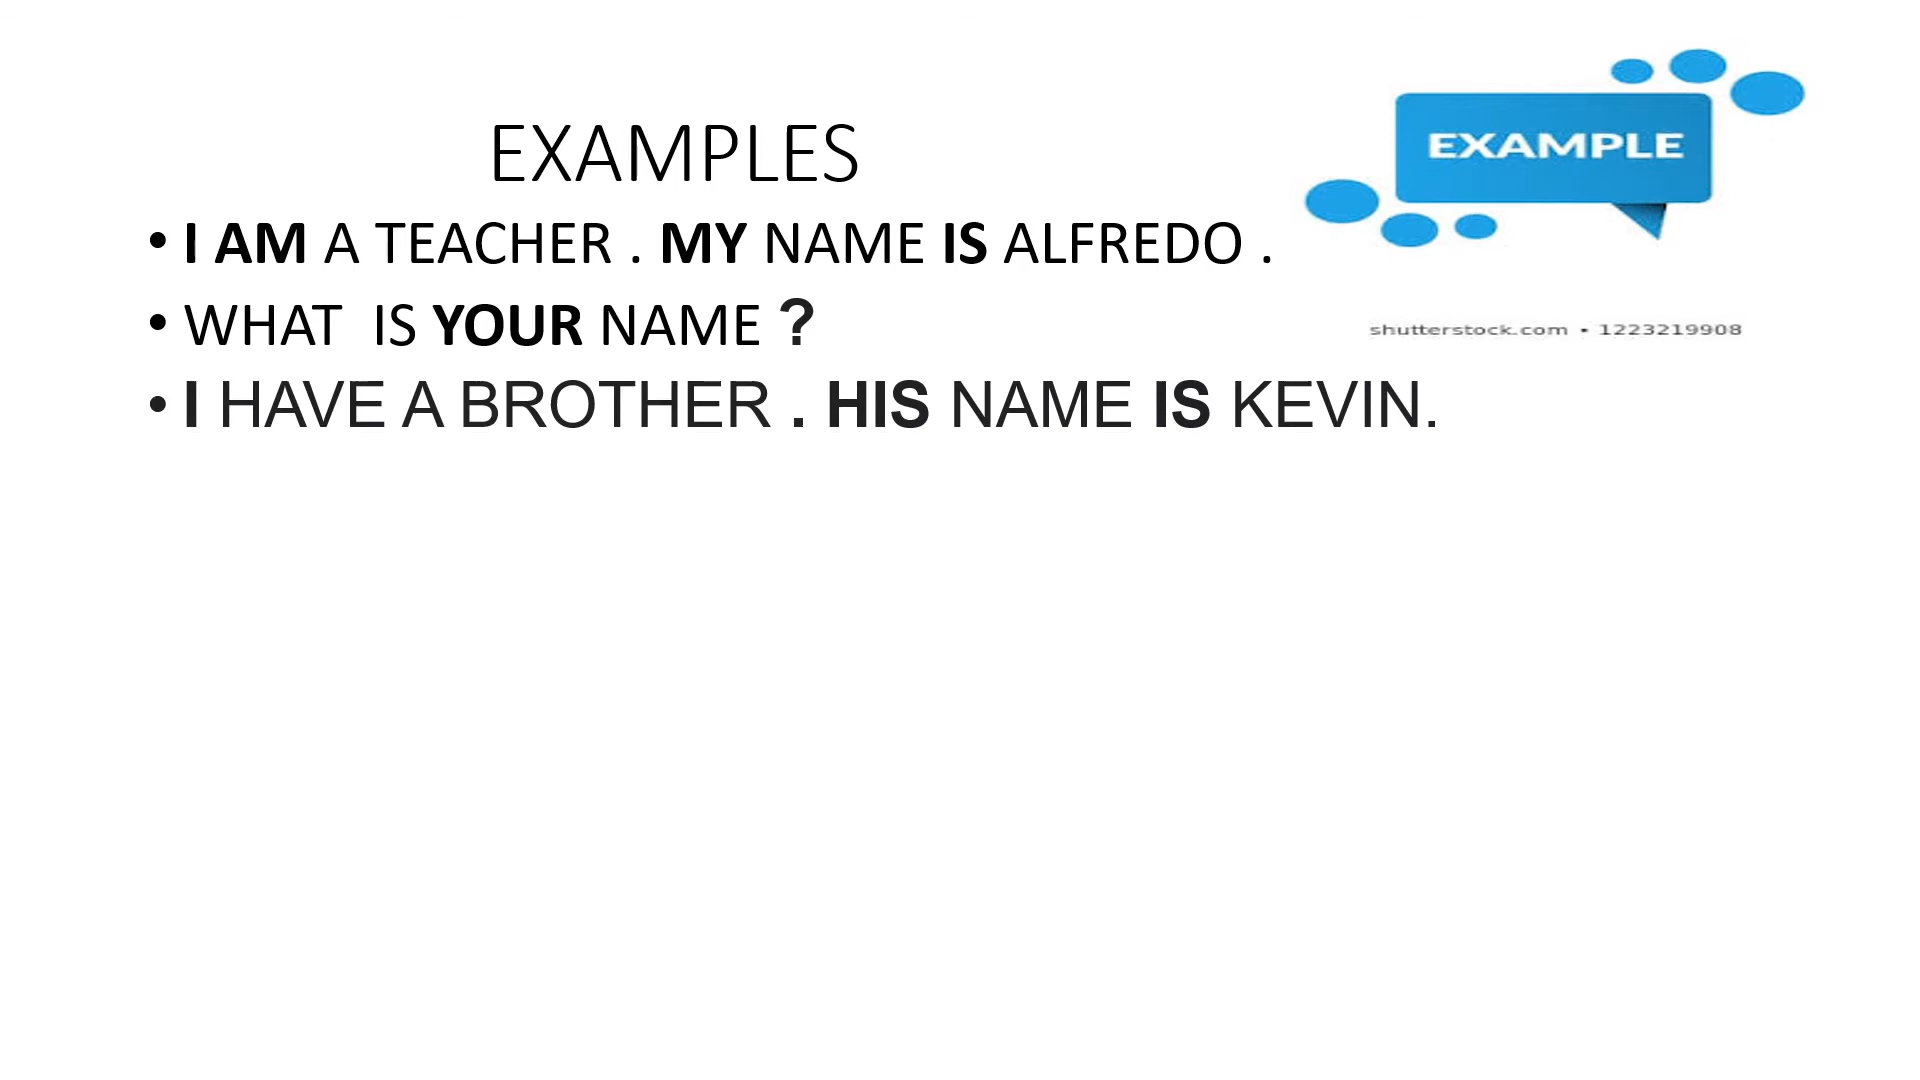 EXAMPLE
EXAMPLES
• I AM A TEACHER . MY NAME IS ALFREDO .
• WHAT  IS YOUR NAME ?
shutterstock.com • 1223219908
• I HAVE A BROTHER . HIS NAME IS KEVIN.